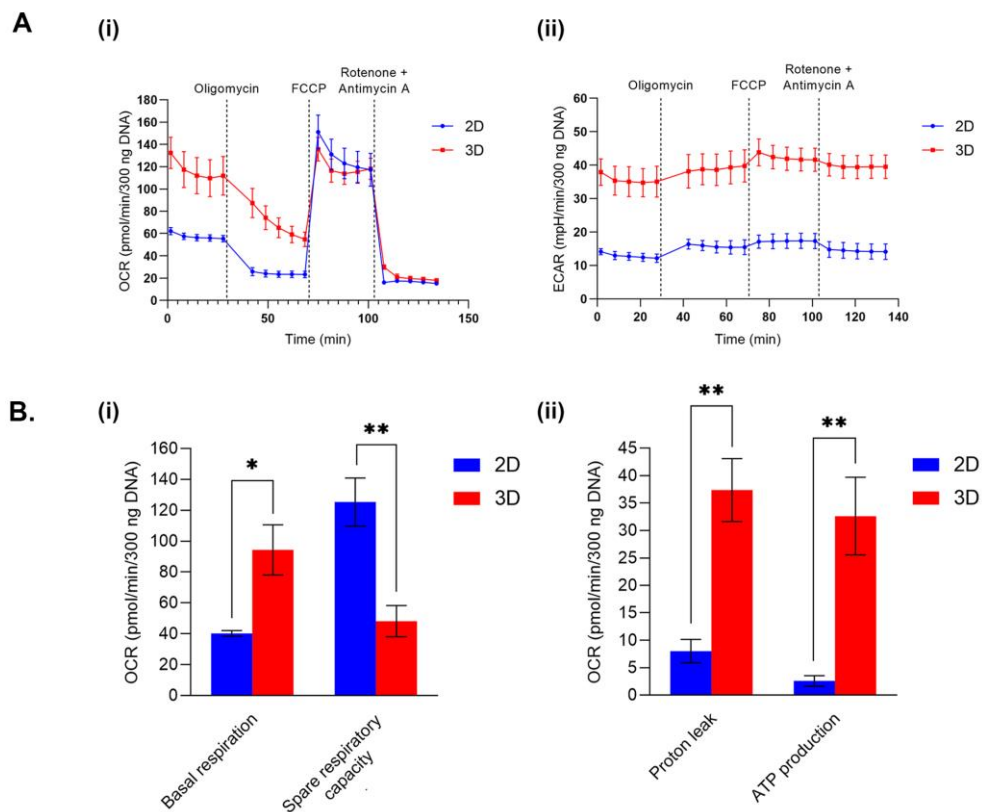 A
(i)
Oligomycin
FCCP
Rotenone +
Antimycin A
OCR (pmol/min/300 ng DNA)
180
160
140
120
100
80
60
40
20
0
0
50
100
150
Time (min)
2D
3D
(ii)
Oligomycin
FCCP
Rotenone +
Antimycin A
ECAR (mpH/min/300 ng DNA)
60
50
40
30
20
10
0
0
20
40
60
80
100
120
140
Time (min)
2D
3D
B.
(i)
OCR (pmol/min/300 ng DNA)
160
140
120
100
80
60
40
20
0
*
**
Basal respiration
Spare respiratory
capacity
2D
3D
(ii)
OCR (pmol/min/300 ng DNA)
45
40
35
30
25
20
15
10
5
0
**
**
Proton leak
ATP production
2D
3D